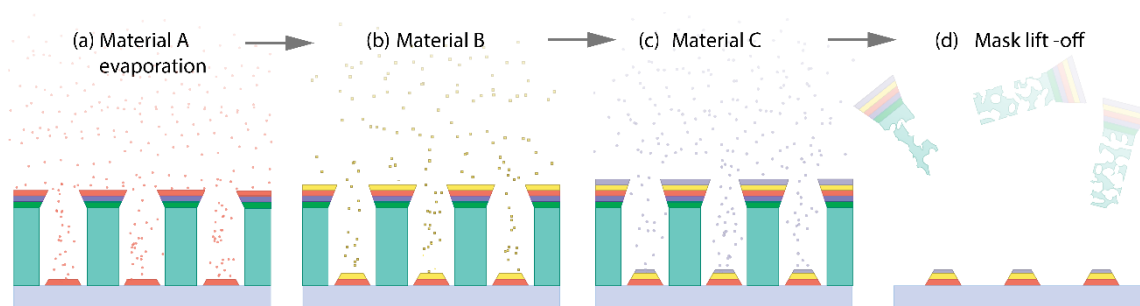 (a) Material A
evaporation
(b) Material B
(c) Material C
(d) Mask lift -off